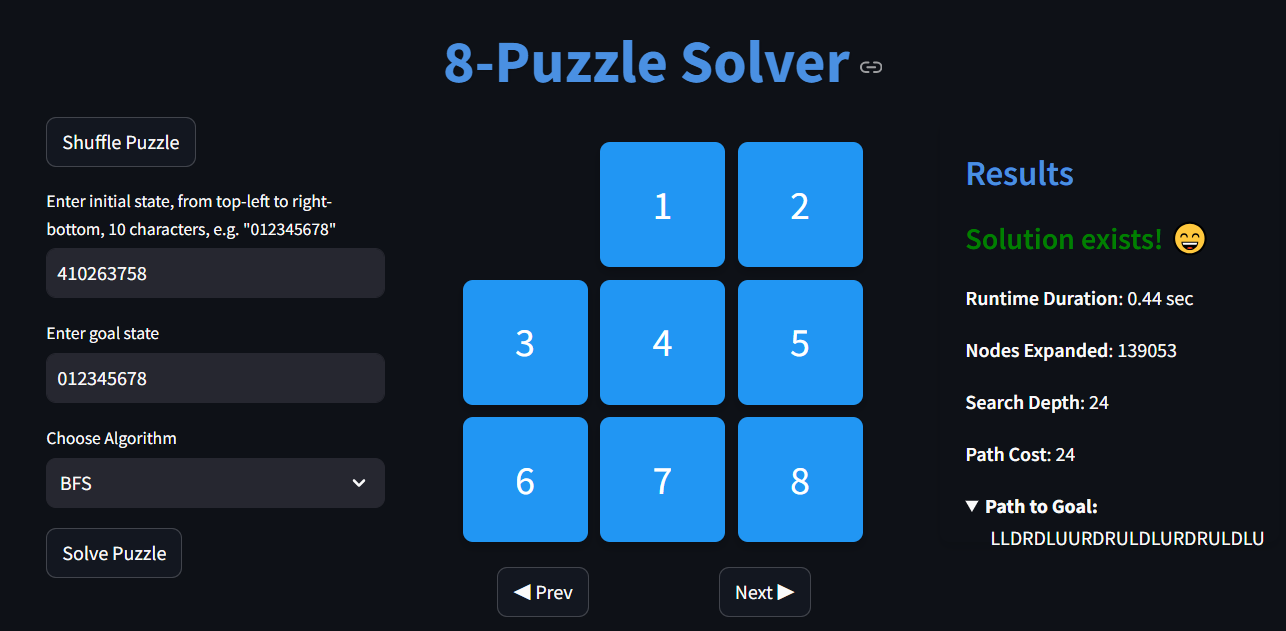 8-Puzzle Solver
Shuffle Puzzle
Enter initial state, from top-left to right-
bottom, 10 characters, e.g. "012345678"
410263758
Enter goal state
012345678
Choose Algorithm
BFS
Solve Puzzle
1 2
3 4 5
6 7 8
◀ Prev
Next ▶
Results
Solution exists! 😄
Runtime Duration: 0.44 sec
Nodes Expanded: 139053
Search Depth: 24
Path Cost: 24
▼ Path to Goal:
LLDRDLUURDRULDLURDRULDLU